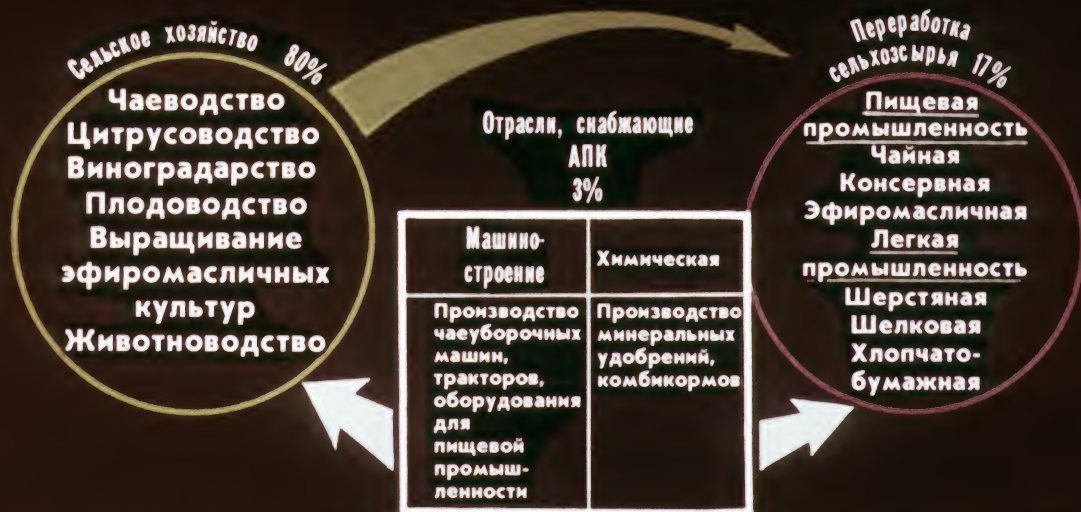 Сельское хозяйство 80%
Чаеводство
Цитрусоводство
Виноградарство
Плодоводство
Выращивание
эфиромасличных
культур
Животноводство
Отрасли, снабжающие
АПК
3%
Машино-
строение
Производство
чаеуборочных
машин,
тракторов,
оборудования
для
пищевой
промыш-
ленности
Химическая
Производство
минеральных
удобрений,
комбикормов
Переработка
сельхозсырья 17%
Пищевая
промышленность
Чайная
Консервная
Эфиромасличная
Легкая
промышленность
Шерстяная
Шелковая
Хлопчато-
бумажная